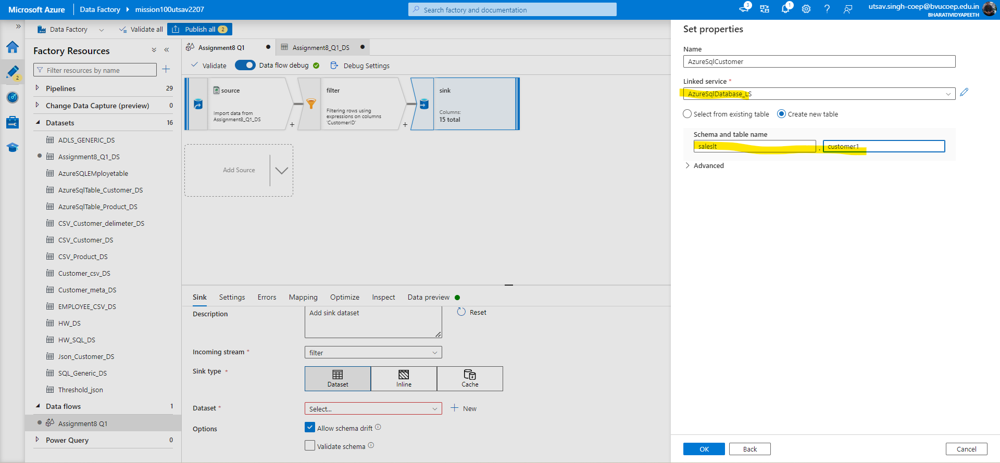 Microsoft Azure
Data Factory
mission100utsav2207
Search factory and documentation
3
1
utsav.singh-coep@bvucoep.edu.in
BHARATIVIDYAPEETH
Data Factory
Validate all
Publish all
2
2
Factory Resources
Filter resources by name
Pipelines
29
Change Data Capture (preview)
0
Datasets
16
ADLS_GENERIC_DS
Assignment8_Q1_DS
AzureSQLEMployetable
AzureSqlTable_Customer_DS
AzureSqlTable_Product_DS
CSV_Customer_delimeter_DS
CSV_Customer_DS
CSV_Product_DS
Customer_csv_DS
Customer_meta_DS
EMPLOYEE_CSV_DS
HW_DS
HW_SQL_DS
Json_Customer_DS
SQL_Generic_DS
Threshold_json
Data flows
1
Assignment8 Q1
Power Query
0
Assignment8 Q1
Assignment8_Q1_DS
Validate
Data flow debug
Debug Settings
source
Import data from
Assignment8_Q1_DS
+
filter
Filtering rows using
expressions on columns
'CustomerID'
+
sink
Columns:
15 total
Add Source
Sink
Settings
Errors
Mapping
Optimize
Inspect
Data preview
Description
Add sink dataset
Reset
Incoming stream *
filter
Sink type *
Dataset
Inline
Cache
Dataset *
Select...
New
Options
Allow schema drift
Validate schema
Set properties
Name
AzureSqlCustomer
Linked service *
AzureSqlDatabase_LS
Select from existing table
Create new table
Schema and table name
saleslt
.
customer1
Advanced
OK
Back
Cancel